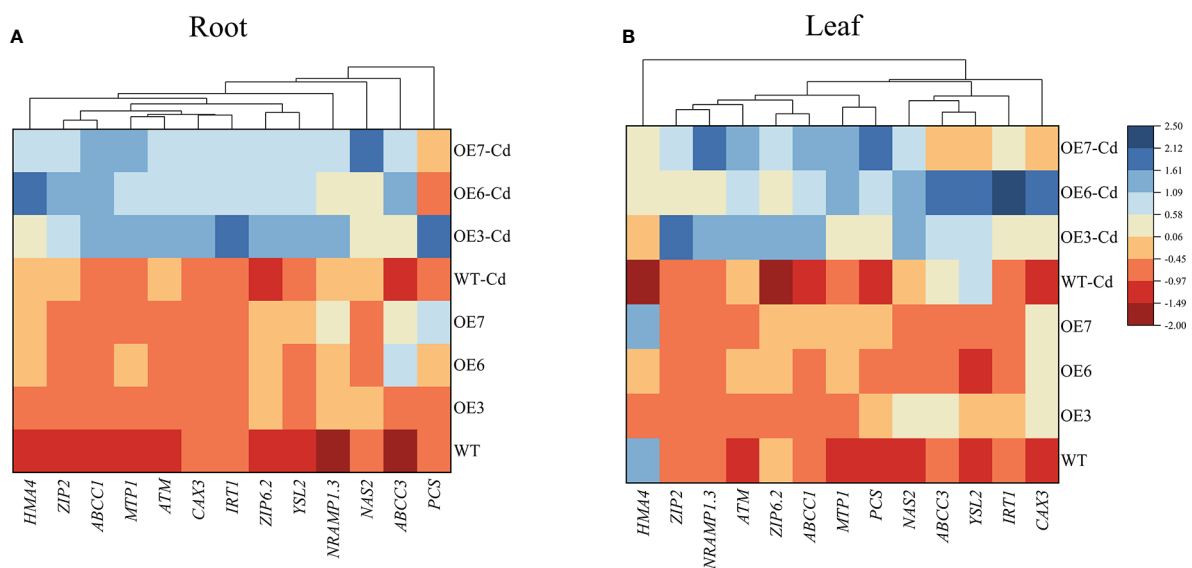 A
Root
OE7-Cd
OE6-Cd
OE3-Cd
WT-Cd
OE7
OE6
OE3
WT
HMA4
ZIP2
ABCC1
MTP1
ATM
CAX3
IRT1
ZIP6.2
YSL2
NRAMP1.3
NAS2
ABCC3
PCS
B
Leaf
OE7-Cd
OE6-Cd
OE3-Cd
WT-Cd
OE7
OE6
OE3
WT
HMA4
ZIP2
NRAMP1.3
ATM
ZIP6.2
ABCC1
MTP1
PCS
NAS2
ABCC3
YSL2
IRT1
CAX3
2.50
2.12
1.61
1.09
0.58
0.06
-0.45
-0.97
-1.49
-2.00